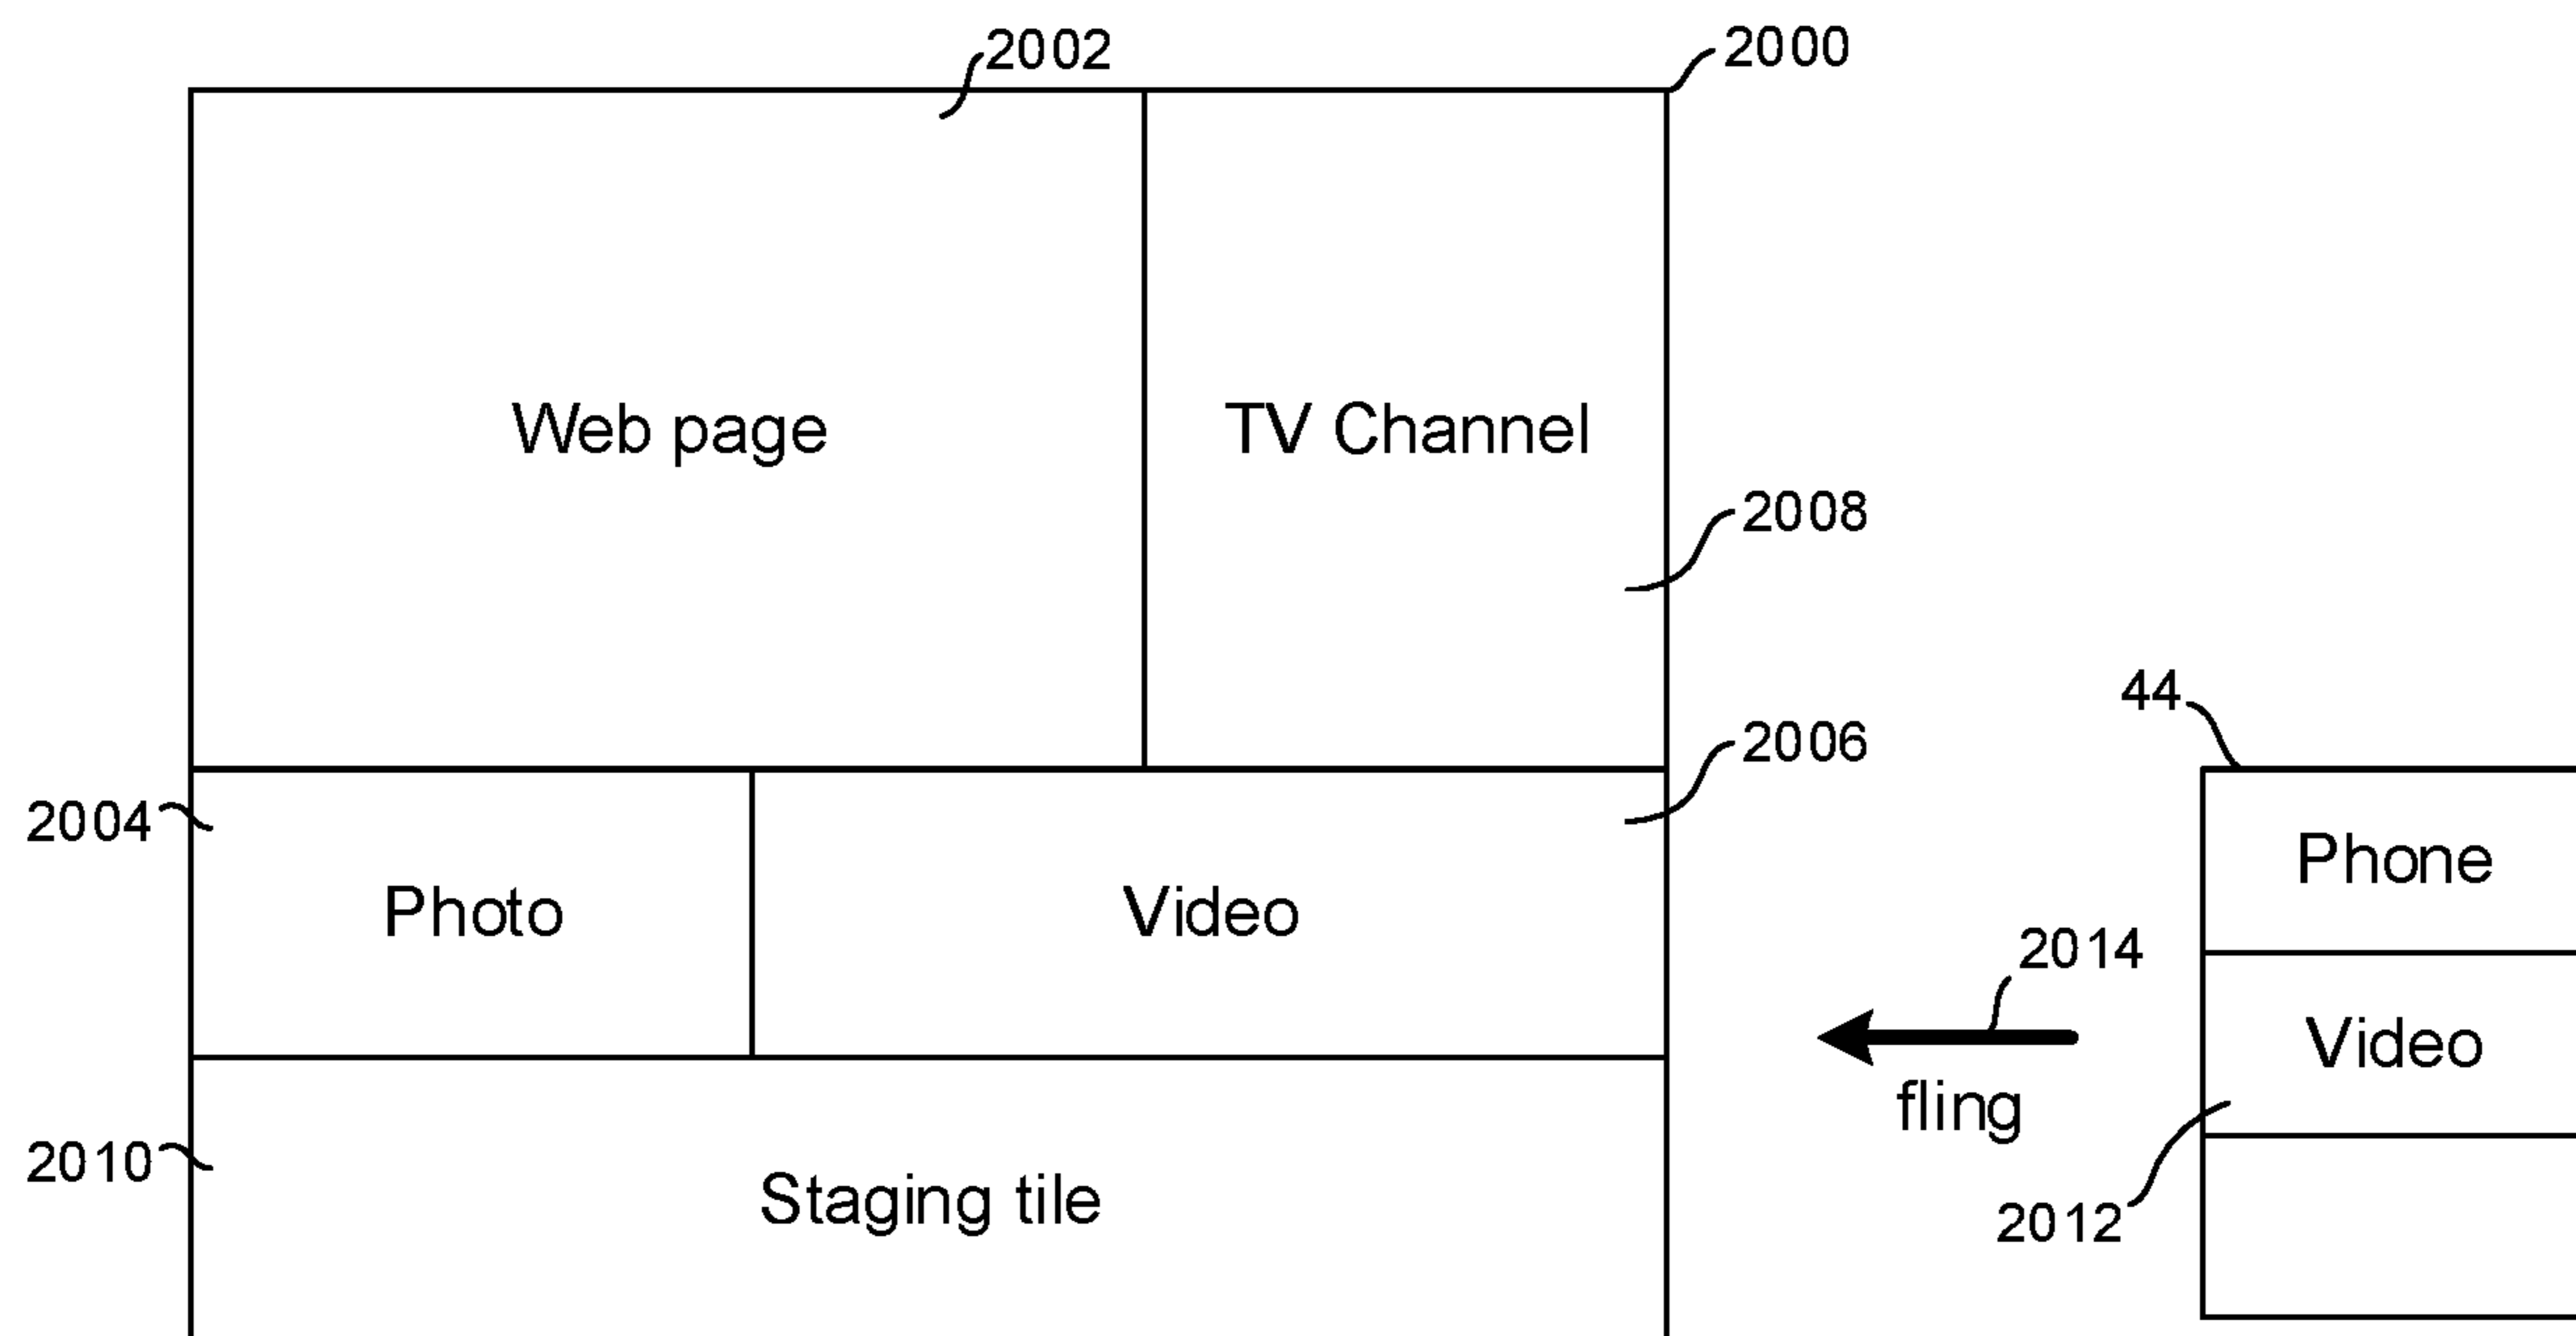 2002
2000
Web page
TV Channel
2008
44
2006
2004
Phone
Photo
Video
2014
Video
fling
2010
Staging tile
2012